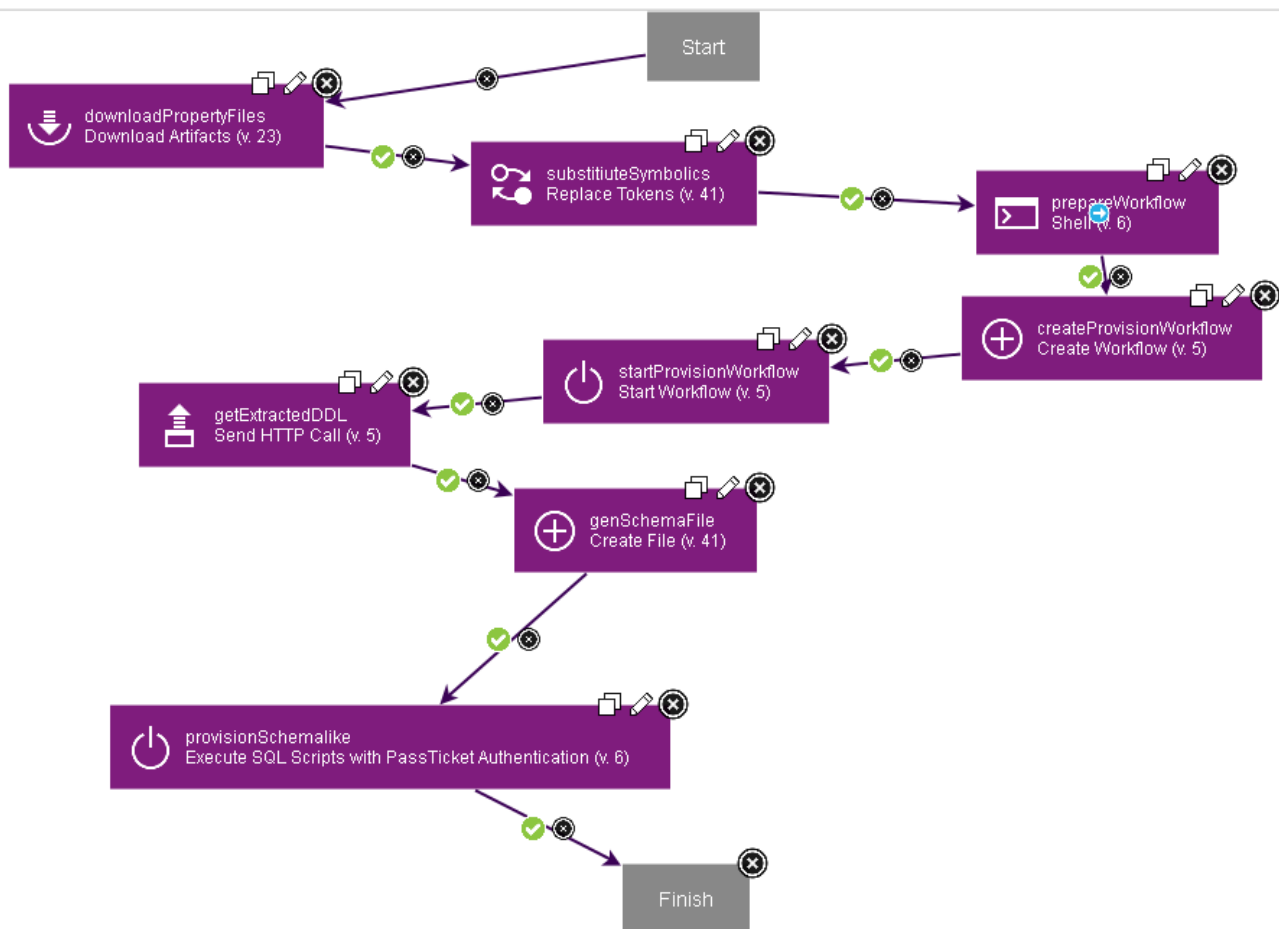 Start
downloadPropertyFiles
Download Artifacts (v. 23)
substitiuteSymbolics
Replace Tokens (v. 41)
prepareWorkflow
Shell (v. 6)
createProvisionWorkflow
Create Workflow (v. 5)
startProvisionWorkflow
Start Workflow (v. 5)
getExtractedDDL
Send HTTP Call (v. 5)
genSchemaFile
Create File (v. 41)
provisionSchemalike
Execute SQL Scripts with PassTicket Authentication (v. 6)
Finish